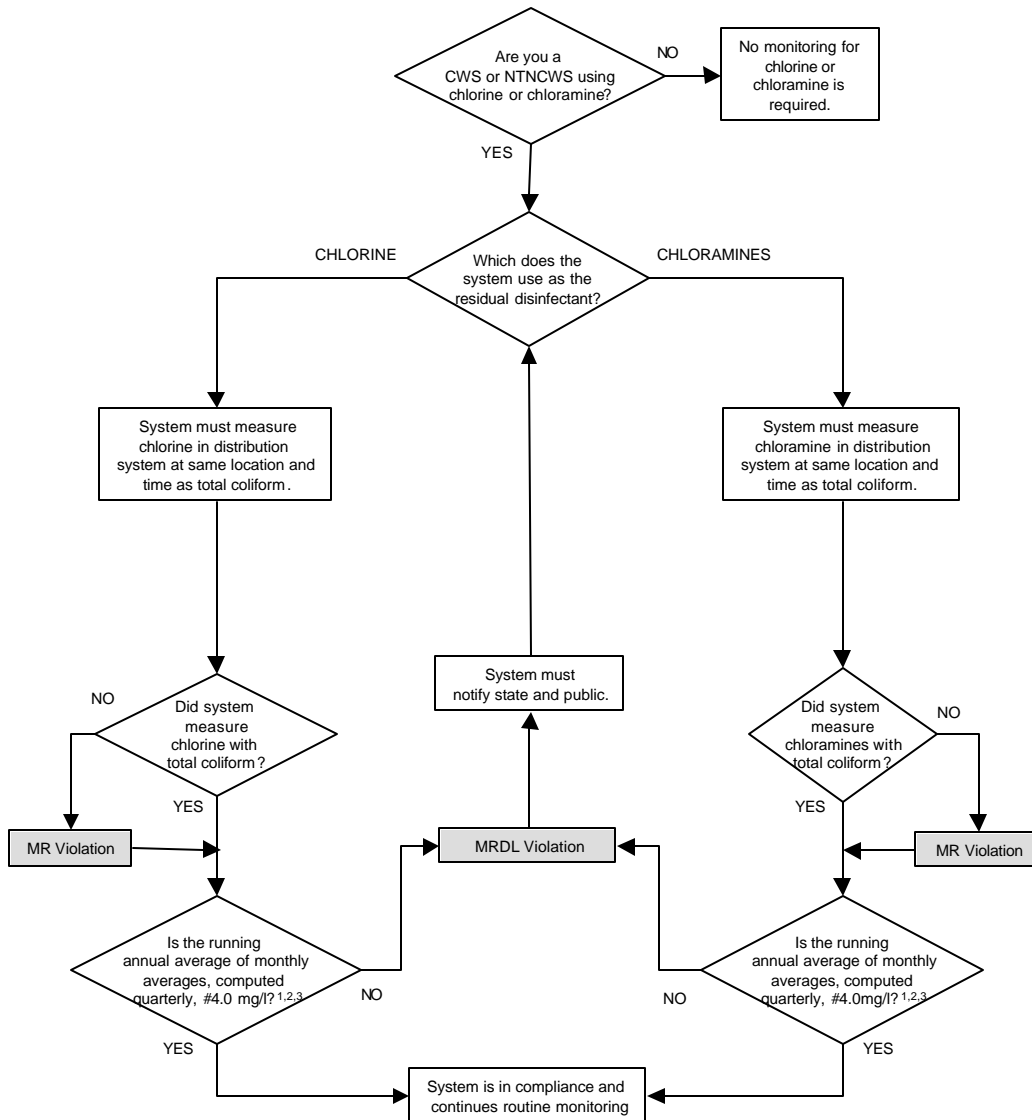 Are you a
CWS or NTNCWS using
chlorine or chloramine?
NO
No monitoring for
chlorine or
chloramine is
required.
YES
CHLORINE
Which does the
system use as the
residual disinfectant?
CHLORAMINES
System must measure
chlorine in distribution
system at same location and
time as total coliform.
System must measure
chloramine in distribution
system at same location and
time as total coliform.
System must
notify state and public.
NO
Did system
measure
chlorine with
total coliform?
YES
Did system
measure
chloramines with
total coliform?
NO
YES
MR Violation
MRDL Violation
MR Violation
Is the running
annual average of monthly
averages, computed
quarterly, #4.0 mg/l? 1,2,3
NO
YES
Is the running
annual average of monthly
averages, computed
quarterly, #4.0mg/l? 1,2,3
NO
YES
System is in compliance and
continues routine monitoring